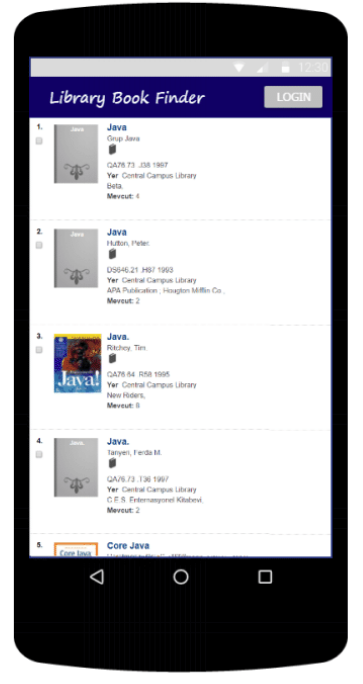 12:30
Library Book Finder
LOGIN
1.
Java
Java
Grup Java
QA76.73 .J38 1997
Yer Central Campus Library
Beta,
Mevcut: 4
2.
Java
Java
Hutton, Peter.
DS646.21 .H87 1993
Yer Central Campus Library
APA Publication ; Hougton Mifflin Co.,
Mevcut: 2
3.
Java!
Java.
Ritchey, Tim.
QA76.64 .R58 1995
Yer Central Campus Library
New Riders,
Mevcut: 8
4.
Java.
Java.
Tanyeri, Ferda M.
QA76.73 .T36 1997
Yer Central Campus Library
C.E.S. Enternasyonel Kitabevi,
Mevcut: 2
5.
Core Java
Core Java